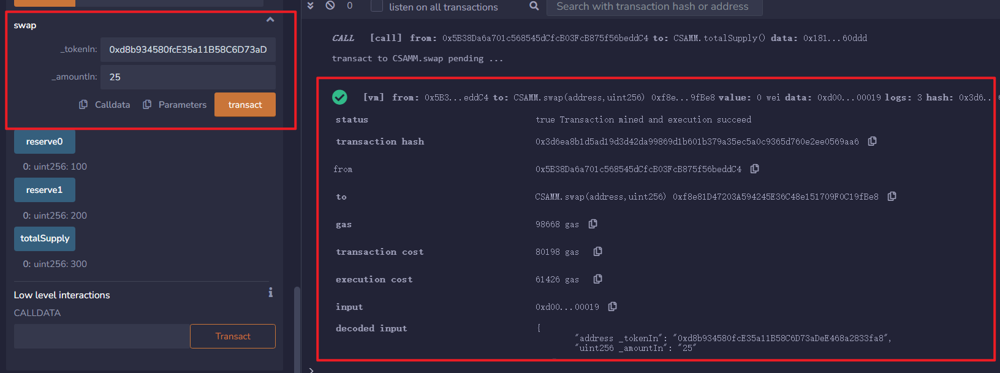 swap
_tokenIn: 0xd8b934580fcE35a11B58C6D73aD
_amountIn: 25
Calldata Parameters transact
reserve0
0: uint256: 100
reserve1
0: uint256: 200
totalSupply
0: uint256: 300
Low level interactions
CALLDATA
Transact
0 listen on all transactions Search with transaction hash or address
CALL [call] from: 0x5B38Da6a701c568545dCfcB03FcB875f56beddC4 to: CSAMM.totalSupply() data: 0x181...60ddd
transact to CSAMM.swap pending ...
[vm] from: 0x5B3...eddC4 to: CSAMM.swap(address,uint256) 0xf8e...9fBe8 value: 0 wei data: 0xd00...00019 logs: 3 hash: 0x3d6...
status true Transaction mined and execution succeed
transaction hash 0x3d6ea8b1d5ad19d3d42da99869d1b601b379a35ec5a0c9365d760e2ee0569aa6
from 0x5B38Da6a701c568545dCfcB03FcB875f56beddC4
to CSAMM.swap(address,uint256) 0xf8e81D47203A594245E36C48e151709F0C19fBe8
gas 98668 gas
transaction cost 80198 gas
execution cost 61426 gas
input 0xd00...00019
decoded input {
"address _tokenIn": "0xd8b934580fcE35a11B58C6D73aDeE468a2833fa8",
"uint256 _amountIn": "25"
>